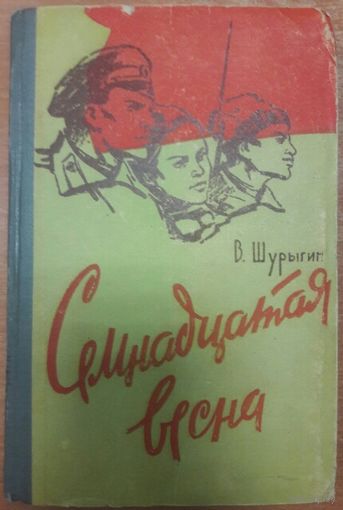 В. Шурыгин
Семнадцатая
весна